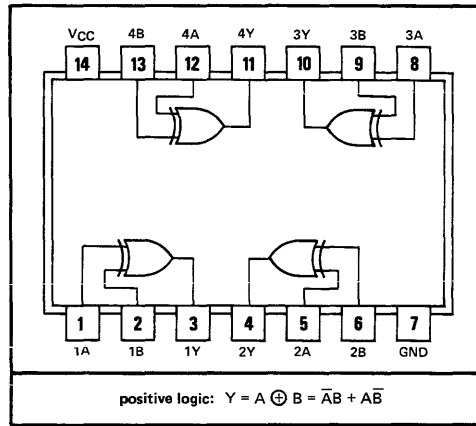 VCC 4B 4A 4Y 3Y 3B 3A
14 13 12 11 10 9 8
1 2 3 4 5 6 7
1A 1B 1Y 2Y 2A 2B GND
positive logic: Y = A ⊕ B = A̅B + AB̅